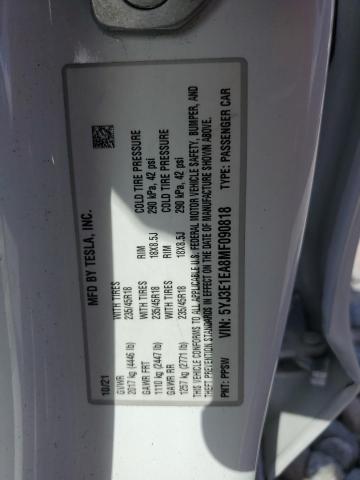 MFD BY TESLA, INC.
10/21
GVWR WITH TIRES RIM COLD TIRE PRESSURE
2017 kg (4446 lb) 235/45R18 18X8.5J 290 kPa, 42 psi
GAWR FRT WITH TIRES RIM COLD TIRE PRESSURE
1110 kg (2447 lb) 235/45R18 18X8.5J 290 kPa, 42 psi
GAWR RR
1257 kg (2771 lb)
THIS VEHICLE CONFORMS TO ALL APPLICABLE U.S. FEDERAL MOTOR VEHICLE SAFETY, BUMPER, AND
THEFT PREVENTION STANDARDS IN EFFECT ON THE DATE OF MANUFACTURE SHOWN ABOVE.
VIN: 5YJ3E1EA8MF090818 TYPE: PASSENGER CAR
PNT: PPSW